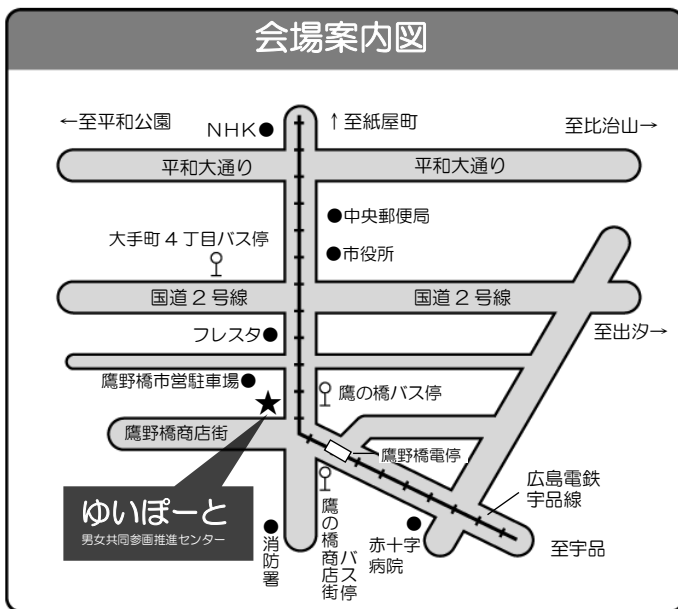 会場案内図
←至平和公園
NHK●
↑至紙屋町
至比治山→
平和大通り
平和大通り
●中央郵便局
大手町4丁目バス停
●市役所
国道2号線
国道2号線
フレスタ●
至出汐→
鷹野橋市営駐車場●
★
鷹の橋バス停
鷹野橋商店街
鷹野橋電停
広島電鉄
宇品線
ゆいぽーと
男女共同参画推進センター
●消防署
鷹の橋商店街
バス停
●
赤十字
病院
至宇品